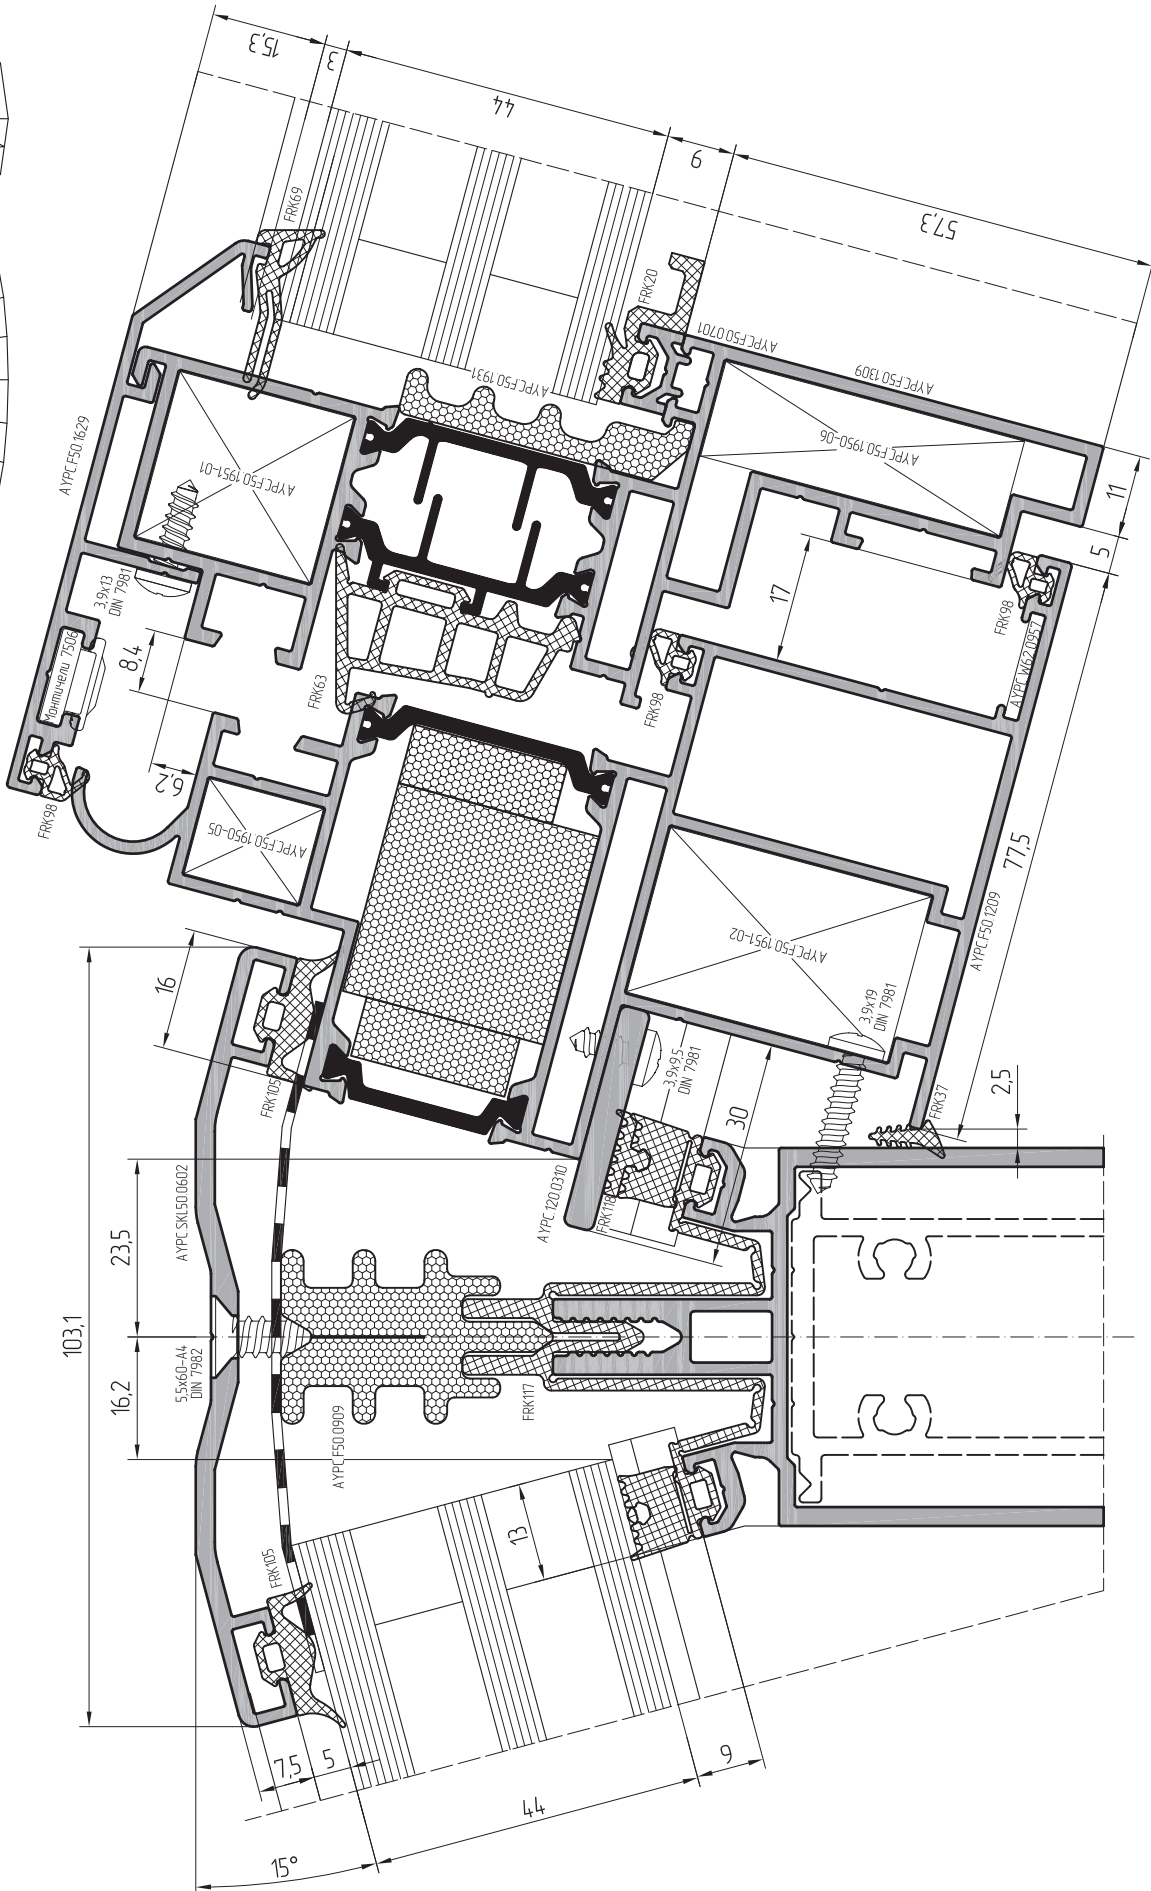 15,3
3
44
9
57,3
FRK69
FRK20
AYPC.F50.0701
AYPC.F50.1309
AYPC.F50.1931
AYPC.F50.1629
AYPC.F50.1951-01
AYPC.F50.1950-06
3,9x13
DIN 7981
Монтичелли 7506
8,4
FRK63
17
11
5
FRK98
FRK98
AYPC.W62.0957
6,2
FRK98
AYPC.F50.1950-05
77,5
AYPC.F50.1951-02
AYPC.F50.1209
16
3,9x19
DIN 7981
3,9x9,5
DIN 7981
FRK105
30
2,5
FRK37
AYPC.SKL50.0602
AYPC.120.0310
FRK118
23,5
103,1
5,5x60-A4
DIN 7982
16,2
AYPC.F50.0909
FRK117
13
FRK105
7,5
5
9
44
15°